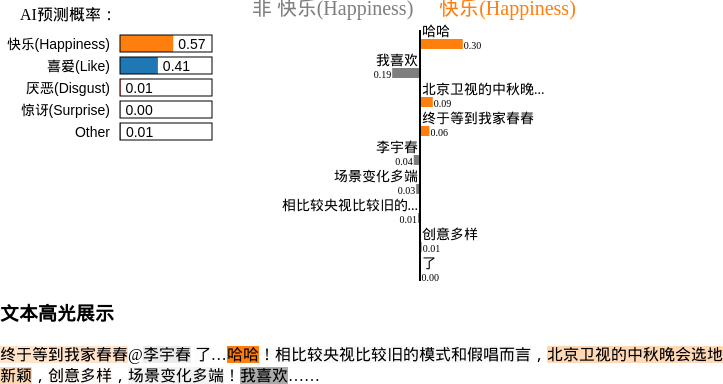 AI预测概率：
快乐(Happiness) 0.57
喜爱(Like) 0.41
厌恶(Disgust) 0.01
惊讶(Surprise) 0.00
Other 0.01
非 快乐(Happiness) 快乐(Happiness)
哈哈
0.30
我喜欢
0.19
北京卫视的中秋晚...
0.09
终于等到我家春春
0.06
李宇春
0.04
场景变化多端
0.03
相比较央视比较旧的...
0.01
创意多样
0.01
了
0.00
文本高光展示
终于等到我家春春@李宇春 了…哈哈！相比较央视比较旧的模式和假唱而言，北京卫视的中秋晚会选地
新颖，创意多样，场景变化多端！我喜欢……